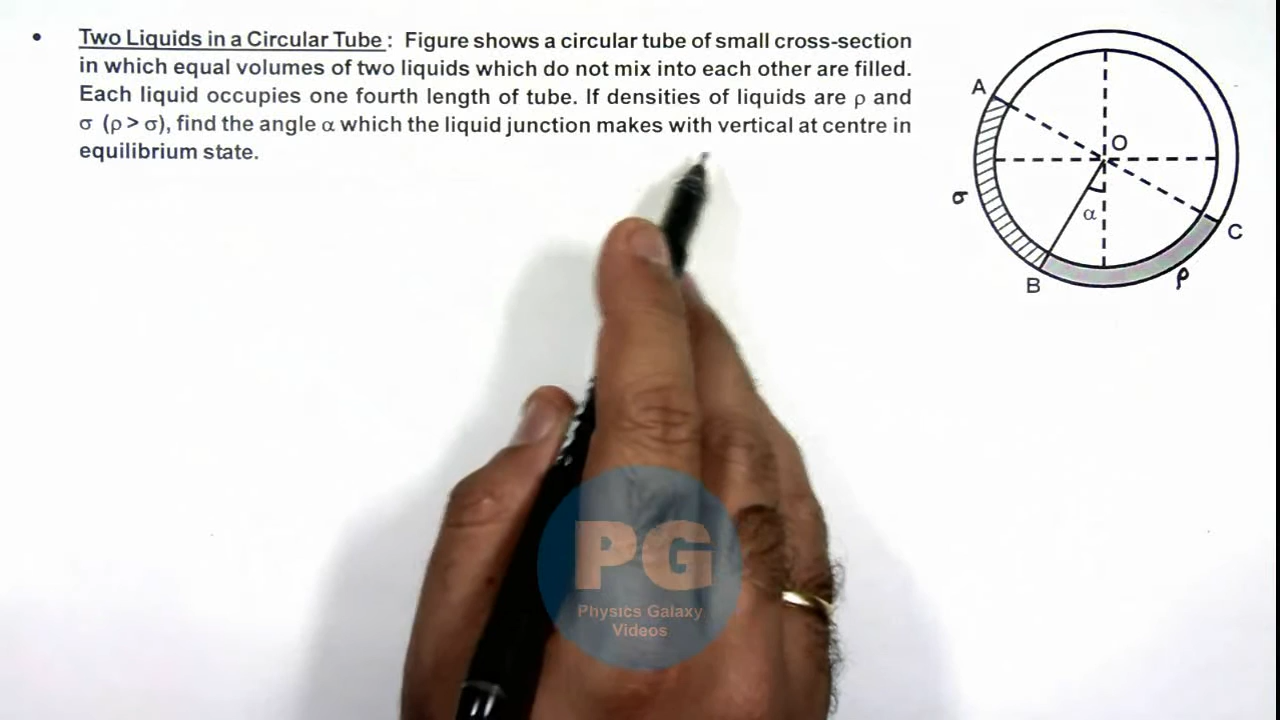 • Two Liquids in a Circular Tube : Figure shows a circular tube of small cross-section
in which equal volumes of two liquids which do not mix into each other are filled.
Each liquid occupies one fourth length of tube. If densities of liquids are ρ and
σ (ρ > σ), find the angle α which the liquid junction makes with vertical at centre in
equilibrium state.
A
O
σ
α
C
B
ρ
PG
Physics Galaxy
Videos